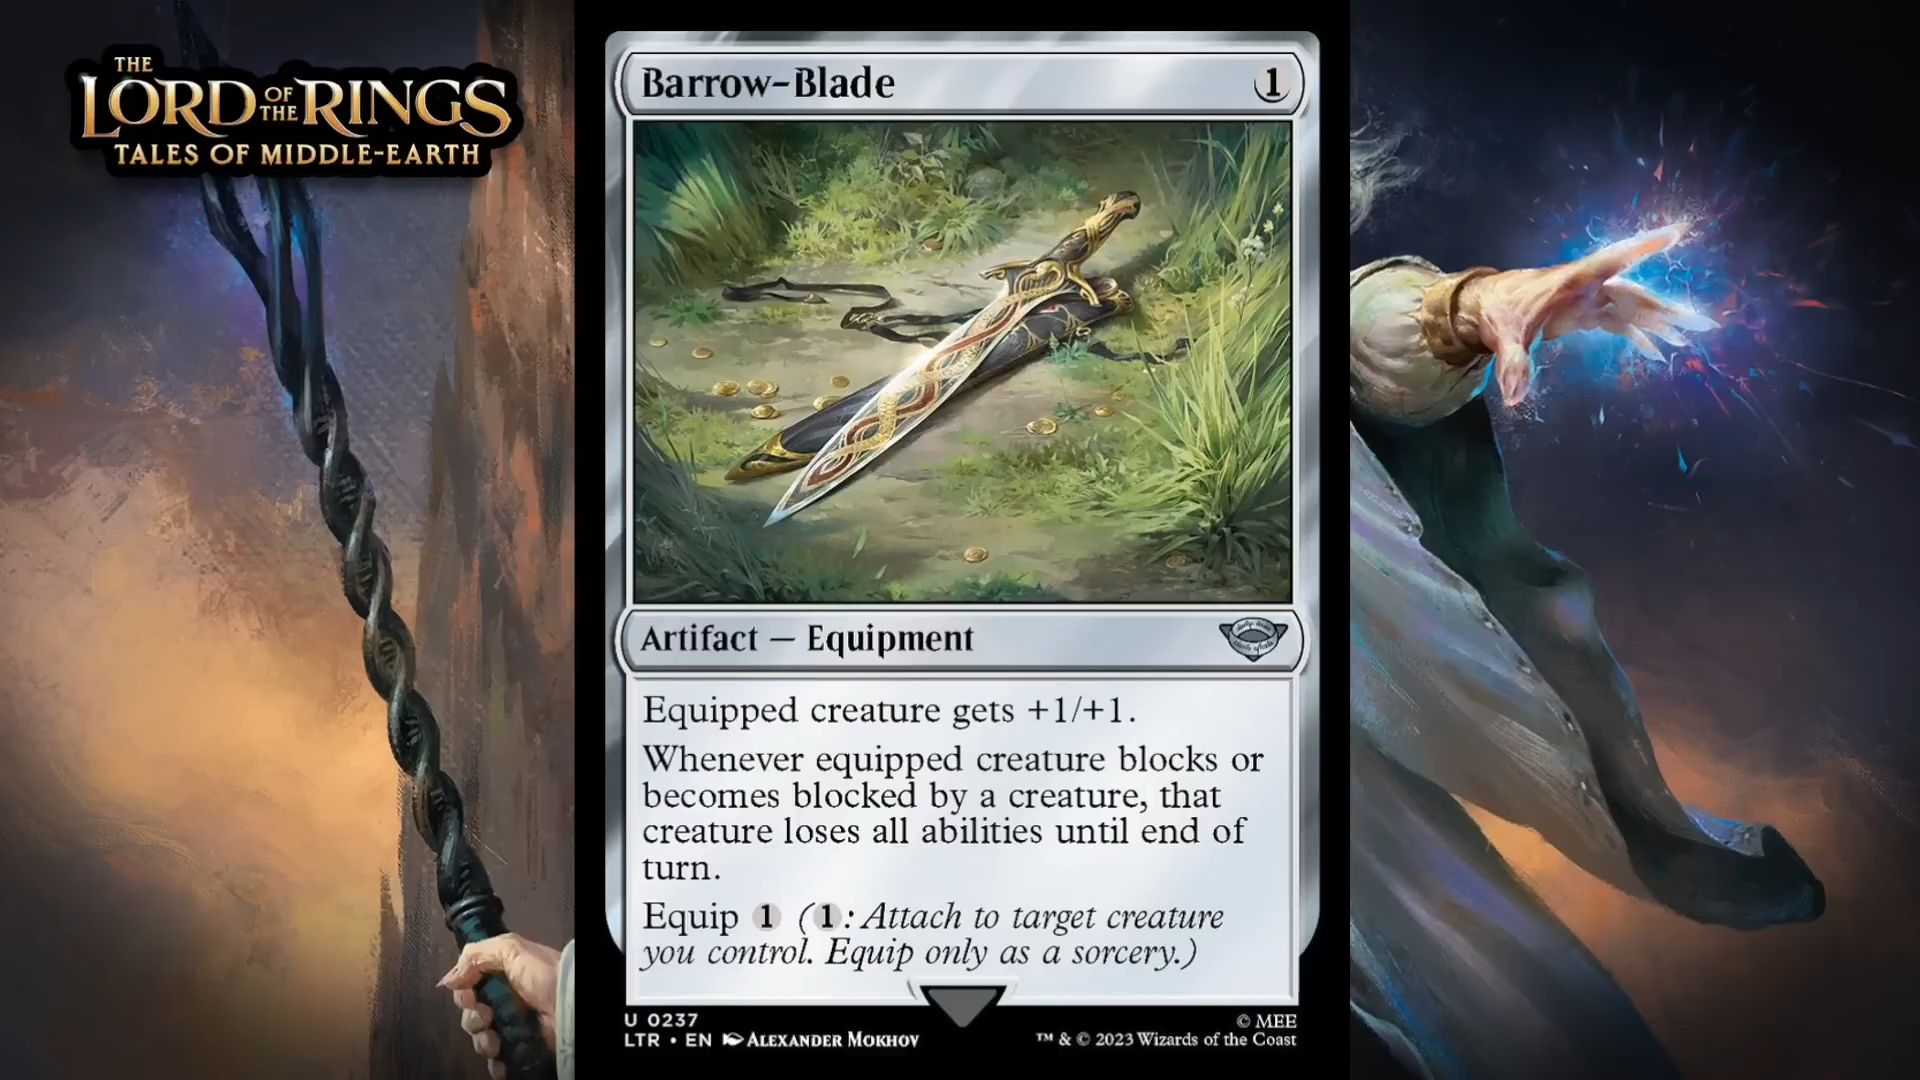 THE
LORD OF THE RINGS
TALES OF MIDDLE-EARTH
Barrow-Blade 1
Artifact — Equipment
Equipped creature gets +1/+1.
Whenever equipped creature blocks or
becomes blocked by a creature, that
creature loses all abilities until end of
turn.
Equip 1 (1: Attach to target creature
you control. Equip only as a sorcery.)
U 0237
LTR • EN ALEXANDER MOKHOV
© MEE
™ & © 2023 Wizards of the Coast